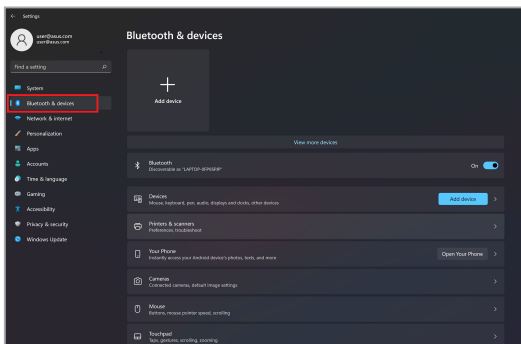 Settings
user@asus.com
user@asus.com
Find a setting
System
Bluetooth & devices
Network & internet
Personalization
Apps
Accounts
Time & language
Gaming
Accessibility
Privacy & security
Windows Update
Bluetooth & devices
Add device
View more devices
Bluetooth
Discoverable as
On
Devices
Mouse, keyboard, pen, audio, displays and clocks, other devices
Add device
Printers & scanners
Preferences, troubleshoot
Your Phone
Instantly access your Android device's photos, texts, and more
Open Your Phone
Cameras
Connected cameras, default image settings
Mouse
Buttons, mouse pointer speed, scrolling
Touchpad
Taps, gestures, scrolling, zooming